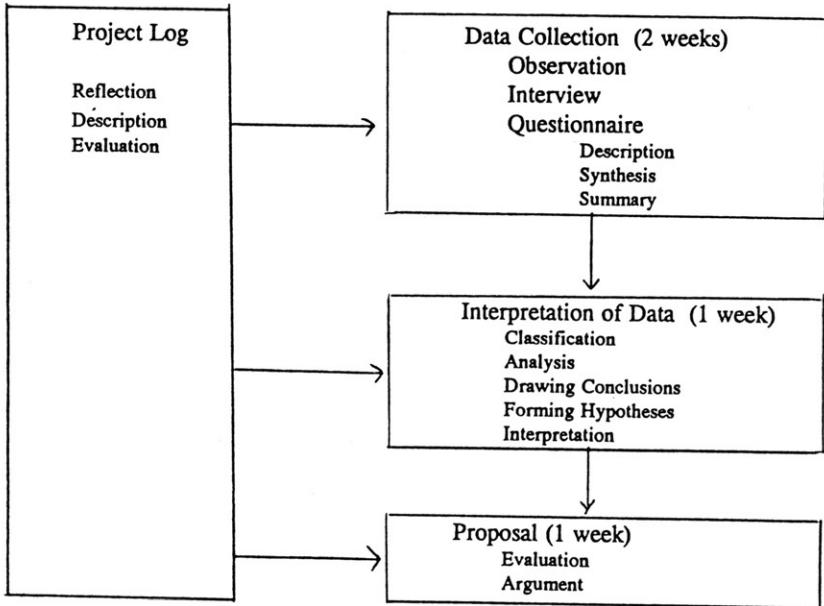 Project Log
Reflection
Description
Evaluation
Data Collection (2 weeks)
Observation
Interview
Questionnaire
Description
Synthesis
Summary
Interpretation of Data (1 week)
Classification
Analysis
Drawing Conclusions
Forming Hypotheses
Interpretation
Proposal (1 week)
Evaluation
Argument